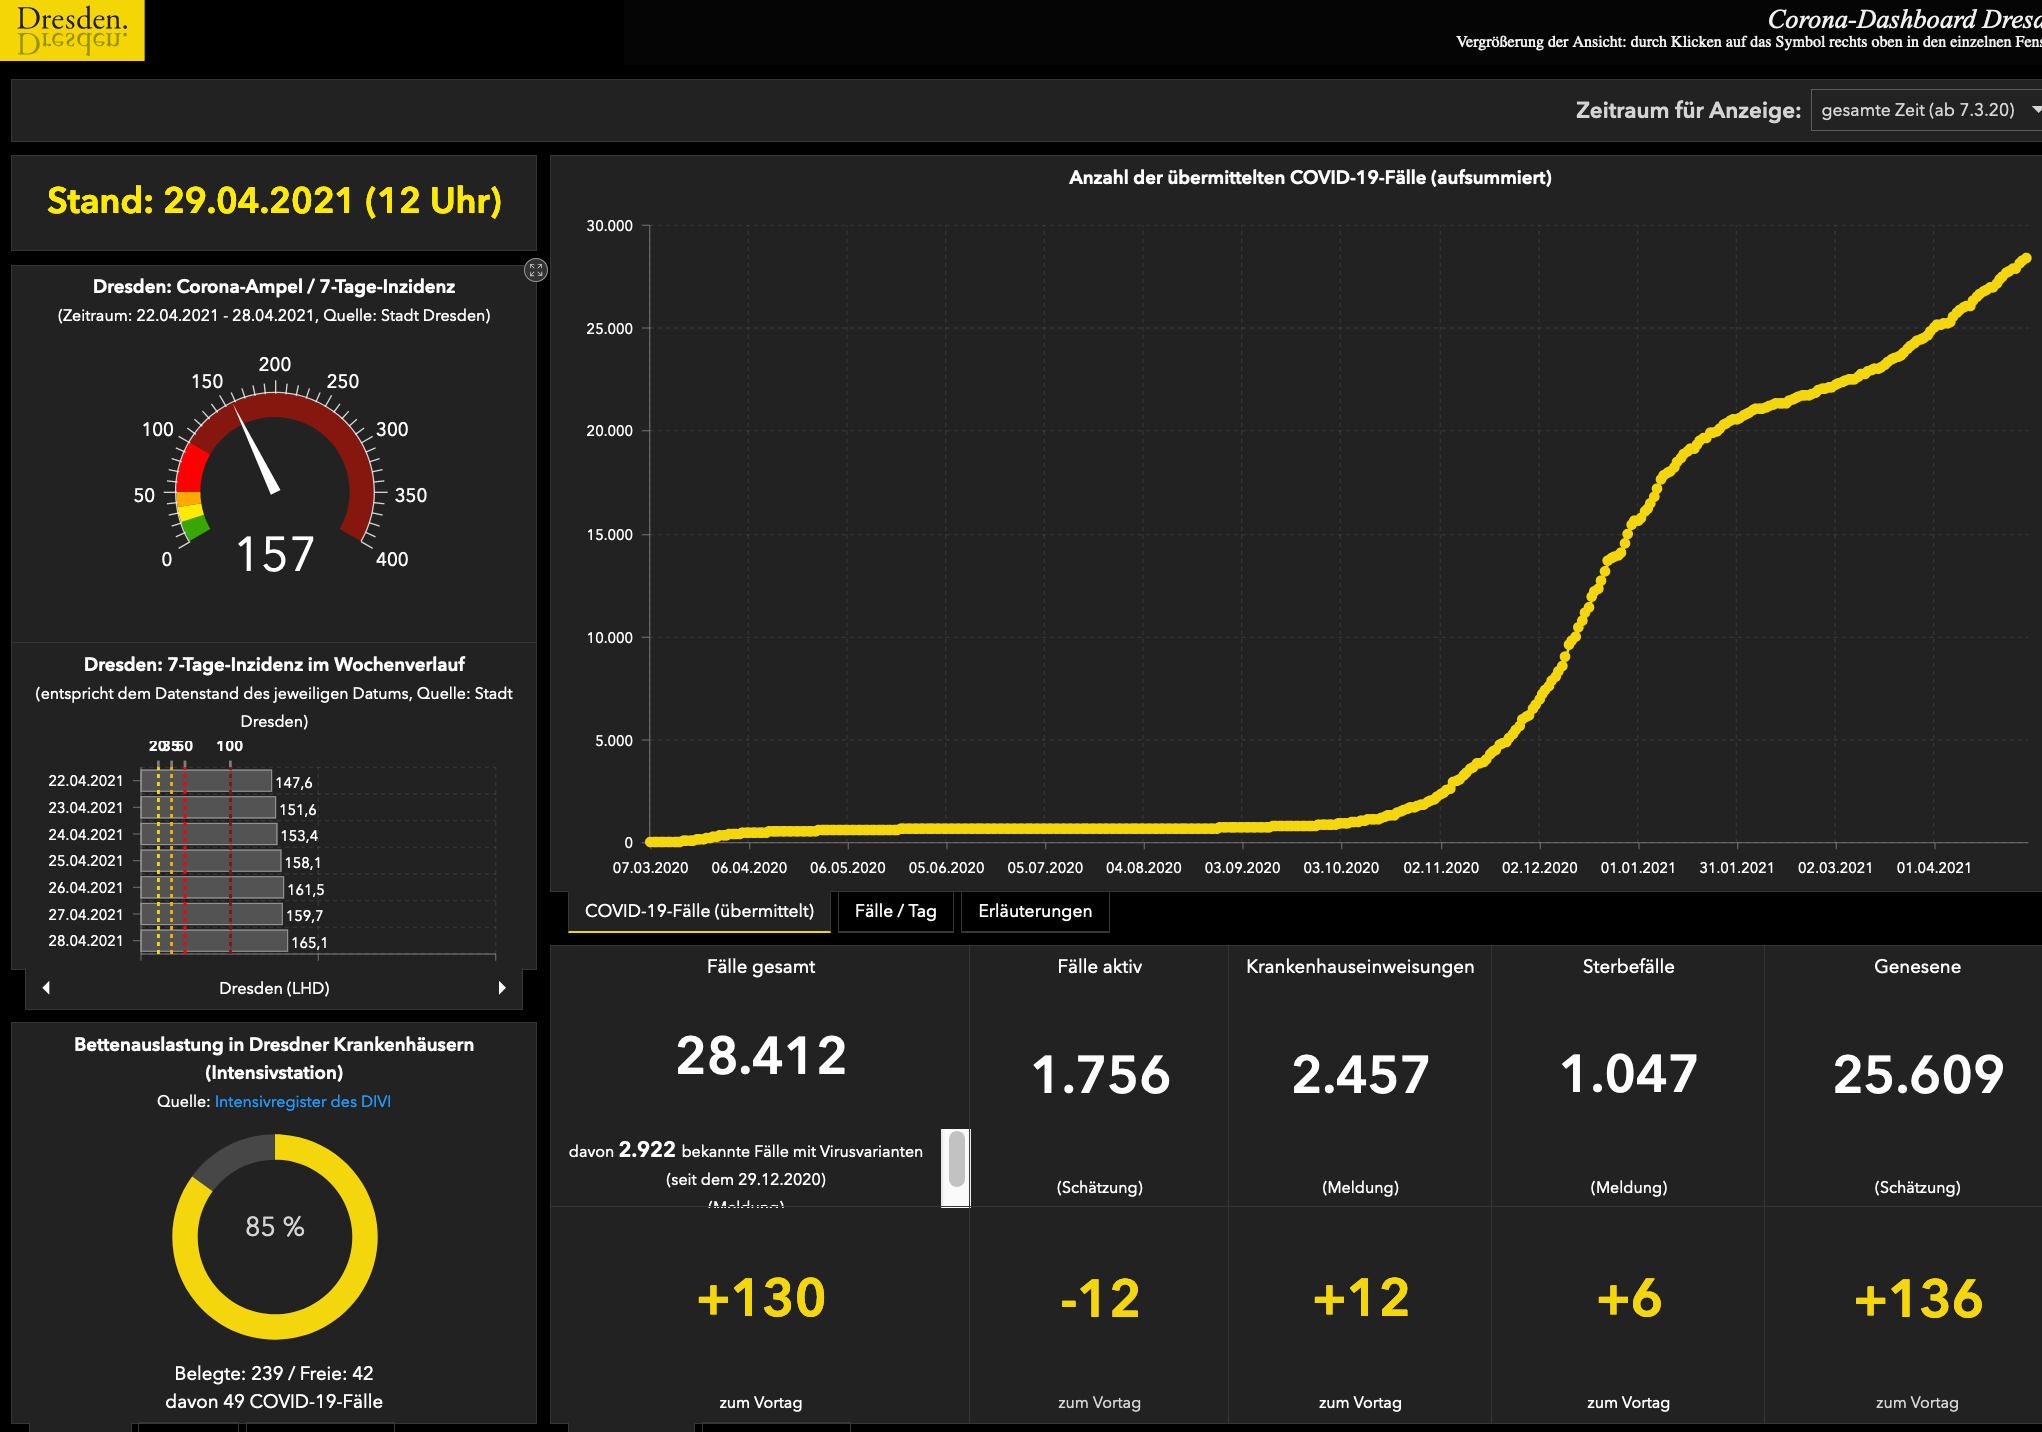 Dresden.
Corona-Dashboard
Vergrößerung der Ansicht: durch Klicken auf das Symbol rechts oben in den einzelnen
Zeitraum für Anzeige: gesamte Zeit (ab 7.3.20)
Stand: 29.04.2021 (12 Uhr)
Dresden: Corona-Ampel / 7-Tage-Inzidenz
(Zeitraum: 22.04.2021 - 28.04.2021, Quelle: Stadt Dresden)
0
50
100
150
200
250
300
350
400
157
Dresden: 7-Tage-Inzidenz im Wochenverlauf
(entspricht dem Datenstand des jeweiligen Datums, Quelle: Stadt
Dresden)
20 35 50 100
22.04.2021 147,6
23.04.2021 151,6
24.04.2021 153,4
25.04.2021 158,1
26.04.2021 161,5
27.04.2021 159,7
28.04.2021 165,1
Dresden (LHD)
Bettenauslastung in Dresdner Krankenhäusern
(Intensivstation)
Quelle: Intensivregister des DIVI
85 %
Belegte: 239 / Freie: 42
davon 49 COVID-19-Fälle
Anzahl der übermittelten COVID-19-Fälle (aufsummiert)
30.000
25.000
20.000
15.000
10.000
5.000
0
07.03.2020 06.04.2020 06.05.2020 05.06.2020 05.07.2020 04.08.2020 03.09.2020 03.10.2020 02.11.2020 02.12.2020 01.01.2021 31.01.2021 02.03.2021 01.04.2021
COVID-19-Fälle (übermittelt) Fälle / Tag Erläuterungen
Fälle gesamt
28.412
davon 2.922 bekannte Fälle mit Virusvarianten
(seit dem 29.12.2020)
(Meldung)
+130
zum Vortag
Fälle aktiv
1.756
(Schätzung)
-12
zum Vortag
Krankenhauseinweisungen
2.457
(Meldung)
+12
zum Vortag
Sterbefälle
1.047
(Meldung)
+6
zum Vortag
Genesene
25.609
(Schätzung)
+136
zum Vortag